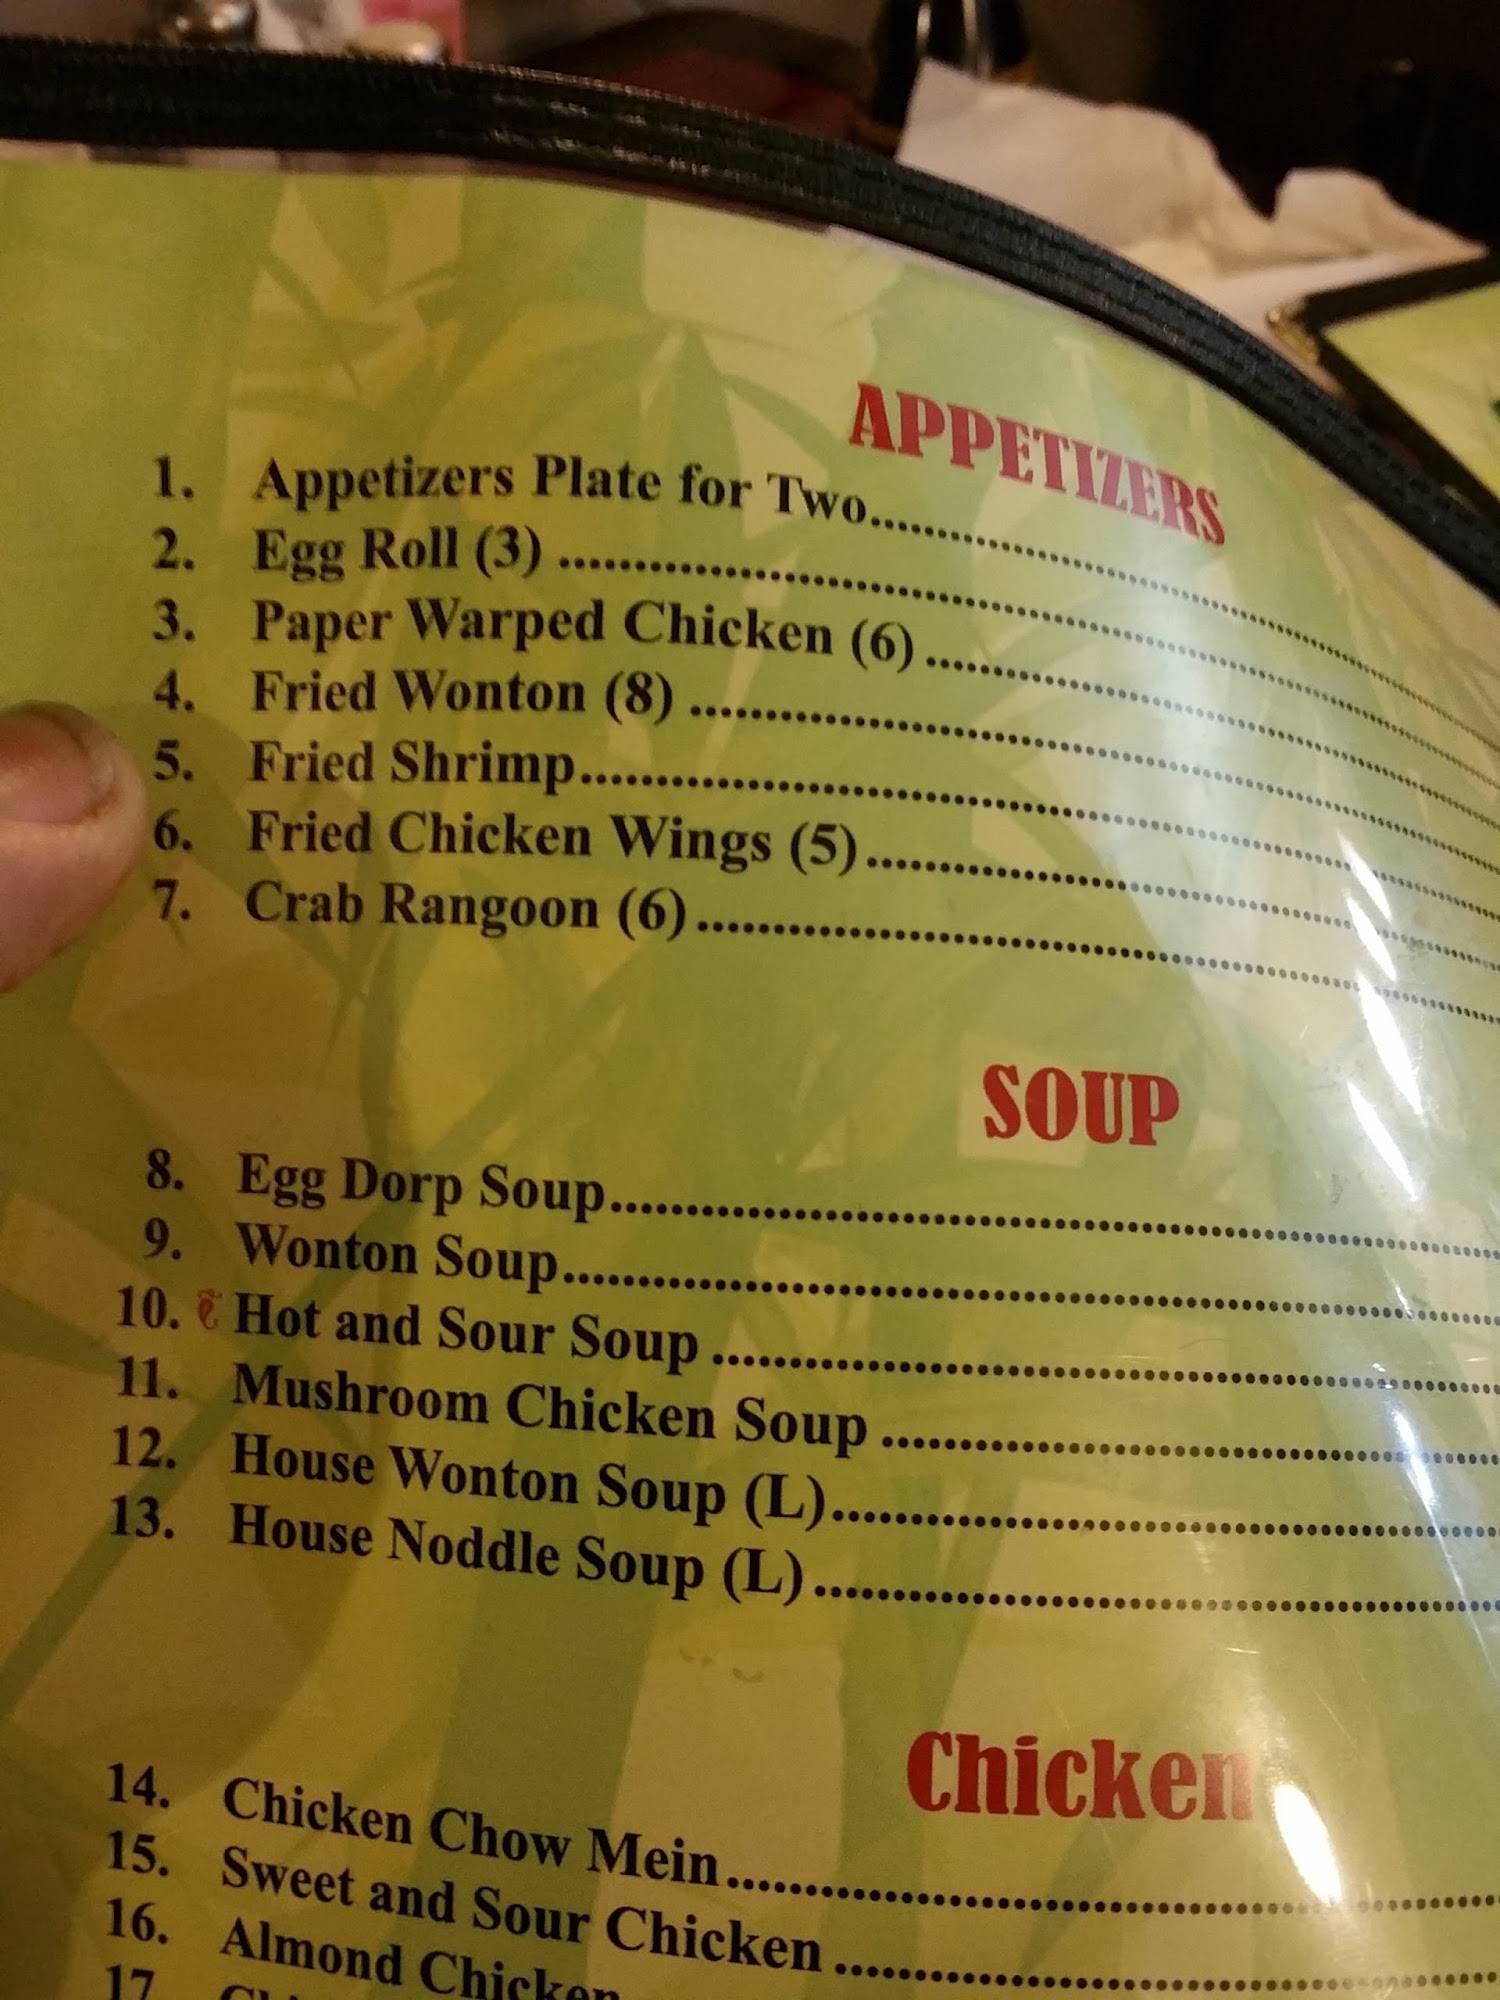 APPETIZERS
1. Appetizers Plate for Two
2. Egg Roll (3)
3. Paper Warped Chicken (6)
4. Fried Wonton (8)
5. Fried Shrimp
6. Fried Chicken Wings (5)
7. Crab Rangoon (6)
SOUP
8. Egg Dorp Soup
9. Wonton Soup
10. Hot and Sour Soup
11. Mushroom Chicken Soup
12. House Wonton Soup (L)
13. House Noddle Soup (L)
Chicken
14. Chicken Chow Mein
15. Sweet and Sour Chicken
16. Almond Chicken
17